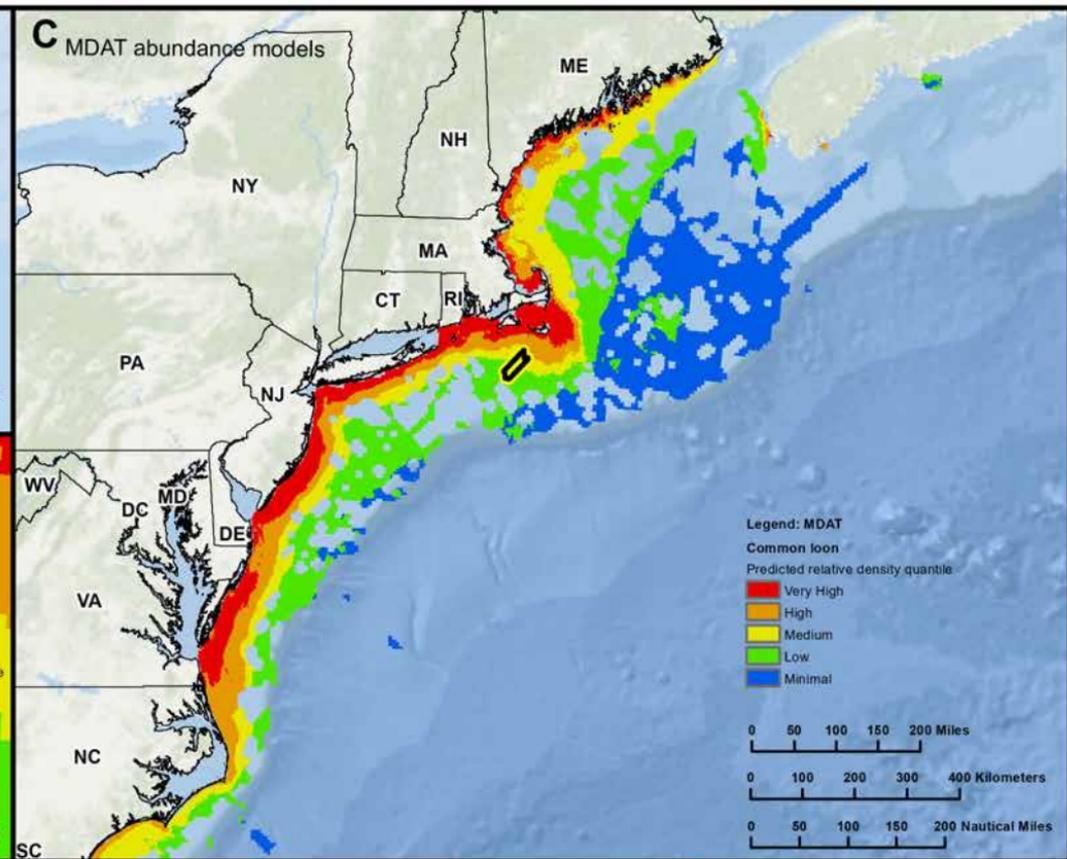 C MDAT abundance models
ME
NH
NY
MA
CT
RI
PA
NJ
WV
MD
DC
DE
VA
NC
SC
Legend: MDAT
Common loon
Predicted relative density quantile
Very High
High
Medium
Low
Minimal
0 50 100 150 200 Miles
0 100 200 300 400 Kilometers
0 50 100 150 200 Nautical Miles